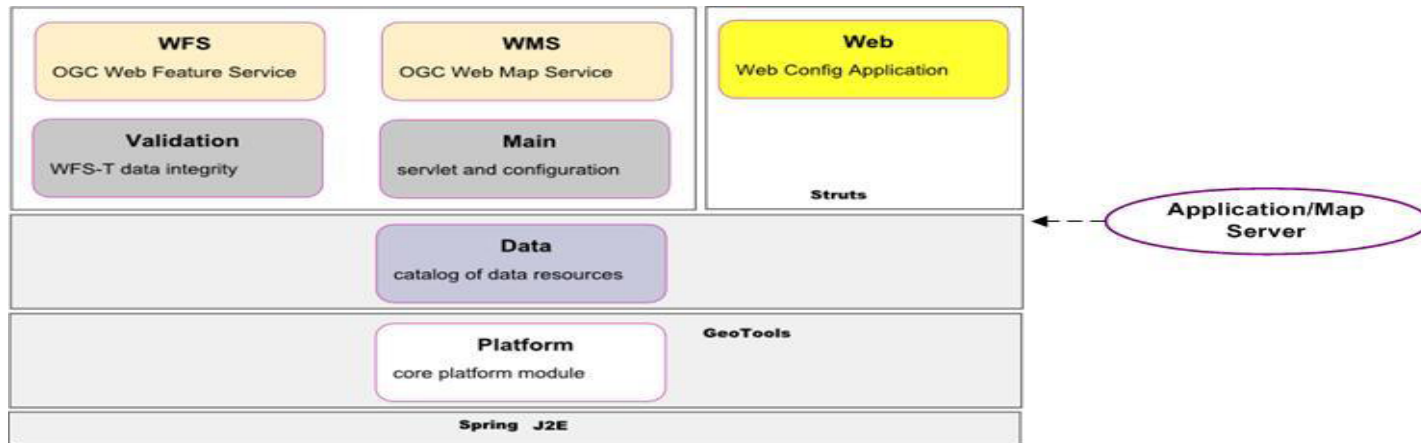 WFS
OGC Web Feature Service
WMS
OGC Web Map Service
Web
Web Config Application
Validation
WFS-T data integrity
Main
servlet and configuration
Struts
Application/Map
Server
Data
catalog of data resources
GeoTools
Platform
core platform module
Spring J2E